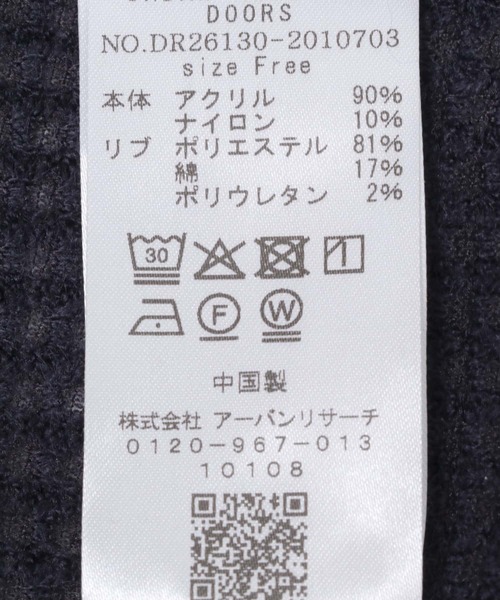 DOORS
NO.DR26130-2010703
size Free
本体 アクリル 90%
ナイロン 10%
リブ ポリエステル 81%
綿 17%
ポリウレタン 2%
30
F W
中国製
株式会社 アーバンリサーチ
0120-967-013
10108